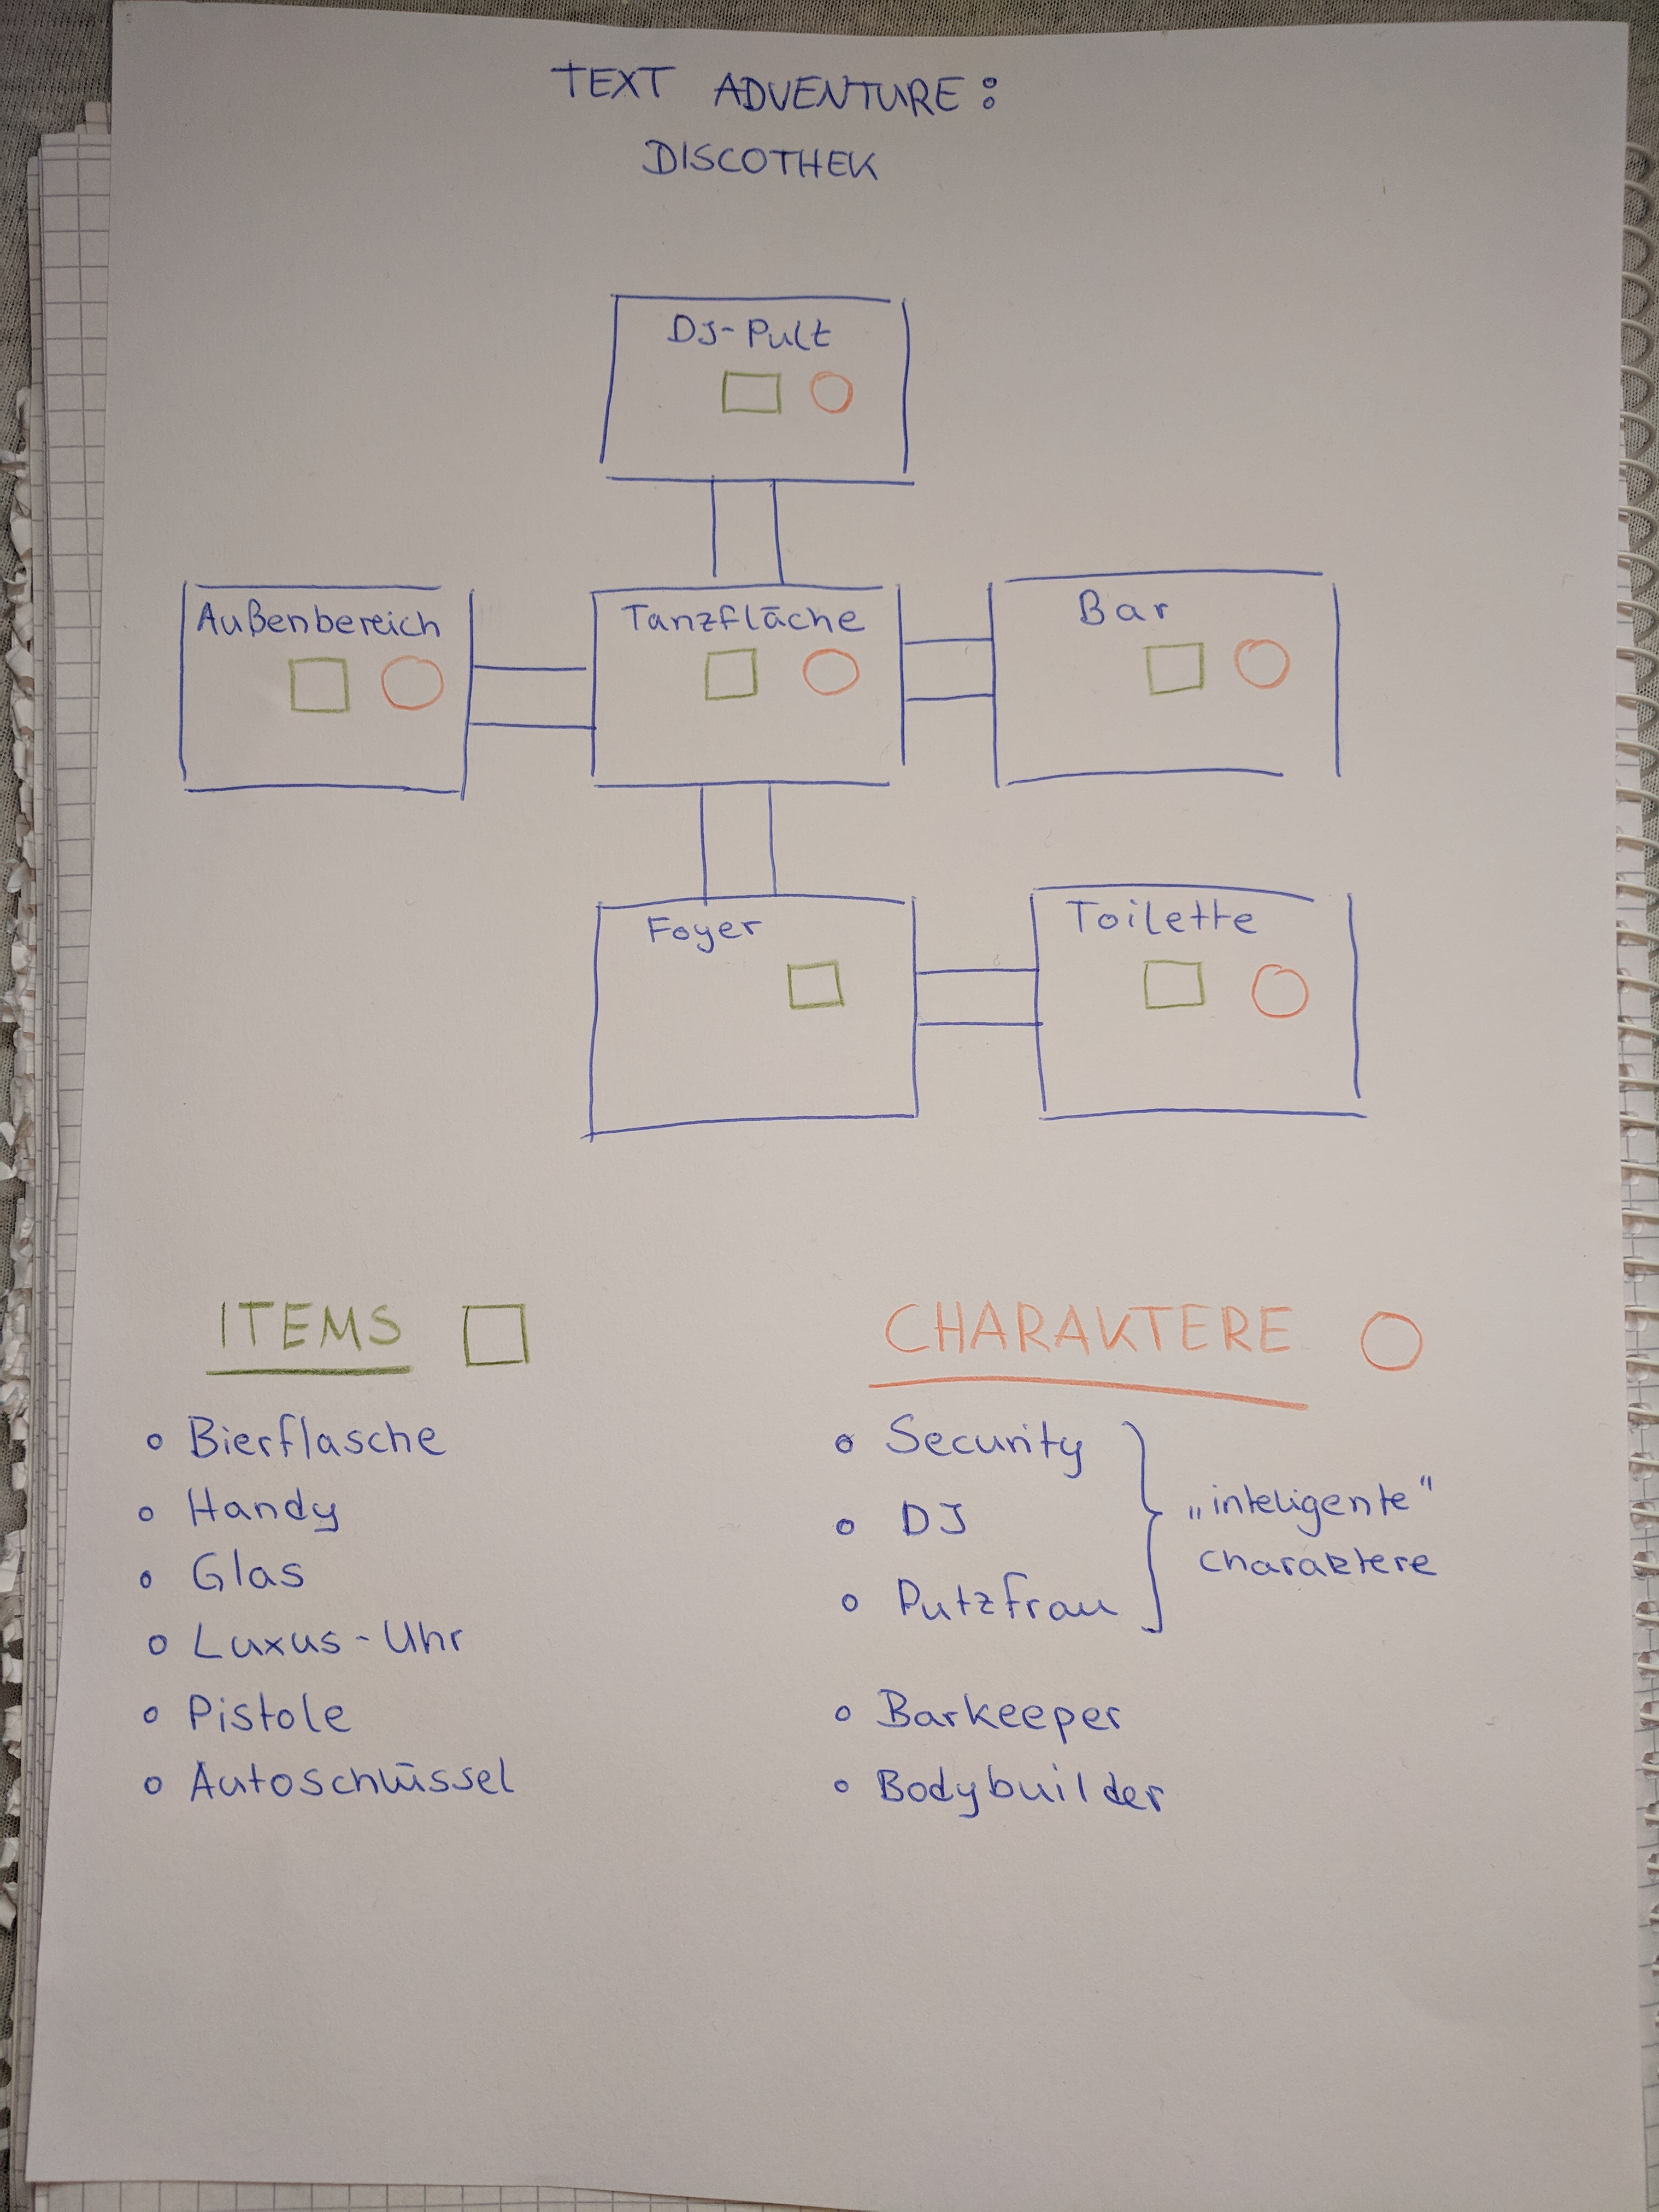 TEXT ADVENTURE:
DISCOTHEK
DJ-Pult
Außenbereich
Tanzfläche
Bar
Foyer
Toilette
ITEMS
Bierflasche
Handy
Glas
Luxus-Uhr
Pistole
Autoschlüssel
CHARAKTERE
Security
DJ
Putzfrau
„inteligente"
charaktere
Barkeeper
Bodybuilder